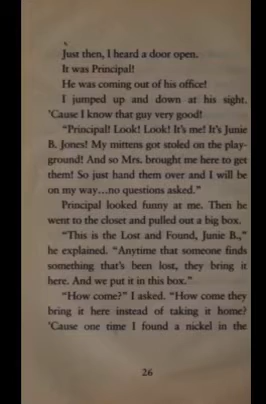 Just then, I heard a door open.
It was Principal!
He was coming out of his office!
I jumped up and down at his sight.
'Cause I know that guy very good!
"Principal! Look! Look! It's me! It's Junie
B. Jones! My mittens got stoled on the play-
ground! And so Mrs. brought me here to get
them! So just hand them over and I will be
on my way...no questions asked."
Principal looked funny at me. Then he
went to the closet and pulled out a big box.
"This is the Lost and Found, Junie B.,"
he explained. "Anytime that someone finds
something that's been lost, they bring it
here. And we put it in this box."
"How come?" I asked. "How come they
bring it here instead of taking it home?
'Cause one time I found a nickel in the
26